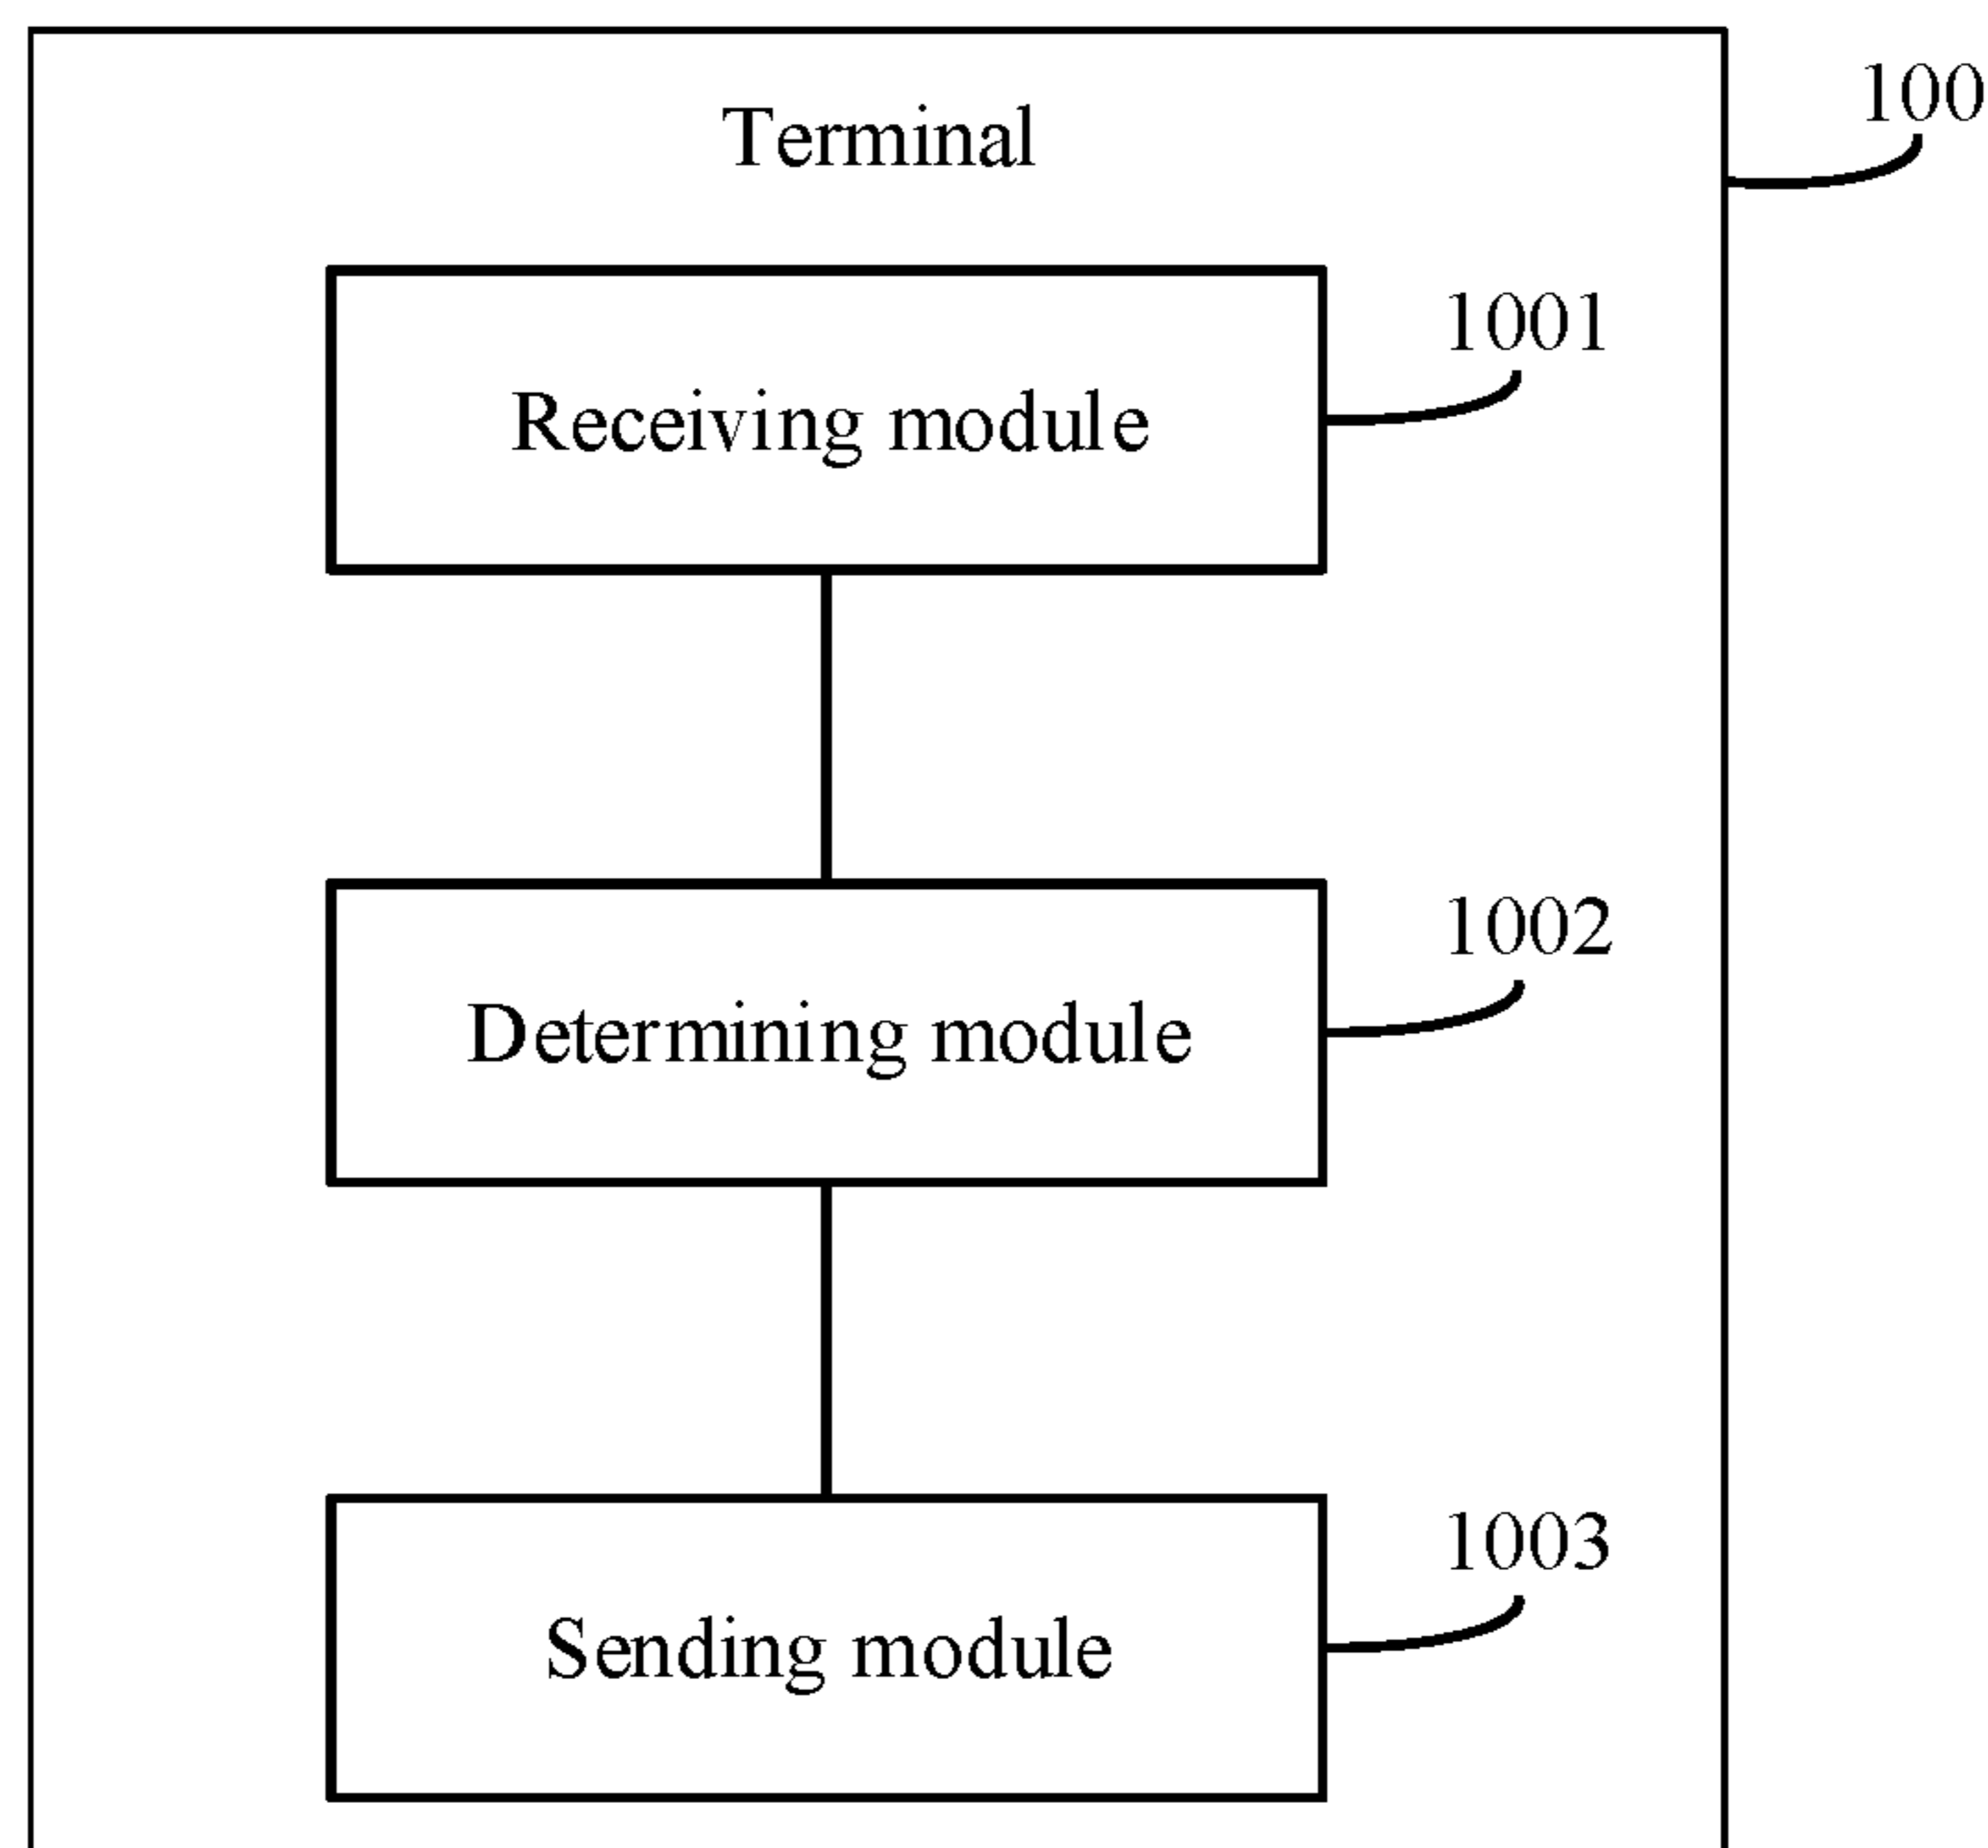 Terminal
100
1001
Receiving module
1002
Determining module
1003
Sending module